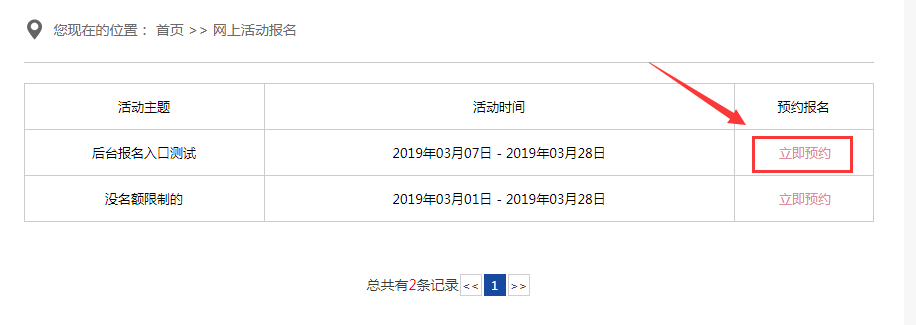 您现在的位置： 首页 >> 网上活动报名
活动主题 活动时间 预约报名
后台报名入口测试 2019年03月07日 - 2019年03月28日 立即预约
没名额限制的 2019年03月01日 - 2019年03月28日 立即预约
总共有2条记录 << 1 >>